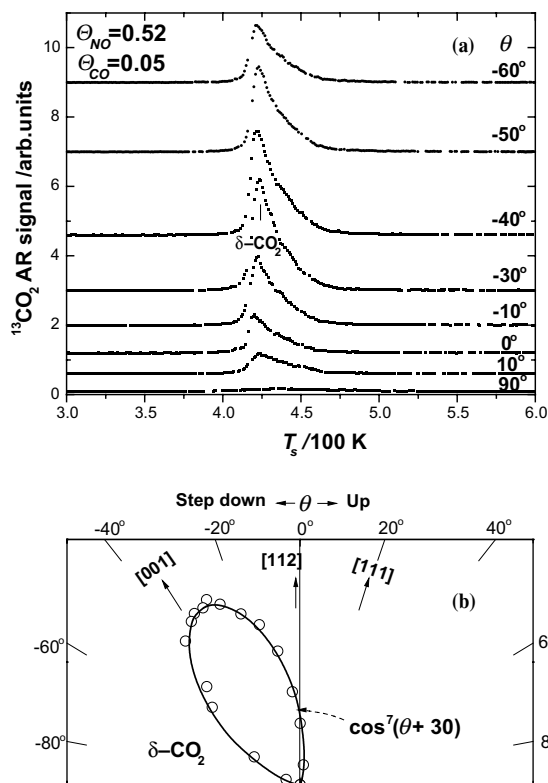 Θ_NO=0.52
Θ_CO=0.05
(a)
θ
-60°
-50°
-40°
-30°
-10°
0°
10°
90°
δ−CO₂
¹³CO₂ AR signal /arb.units
10
8
6
4
2
0
3.0 3.5 4.0 4.5 5.0 5.5 6.0
T_s /100 K
Step down ← θ → Up
-40° -20° 0° 20° 40°
[001] [112] [111]
(b)
-60°
6
cos⁷(θ+ 30)
δ−CO₂
-80°
8